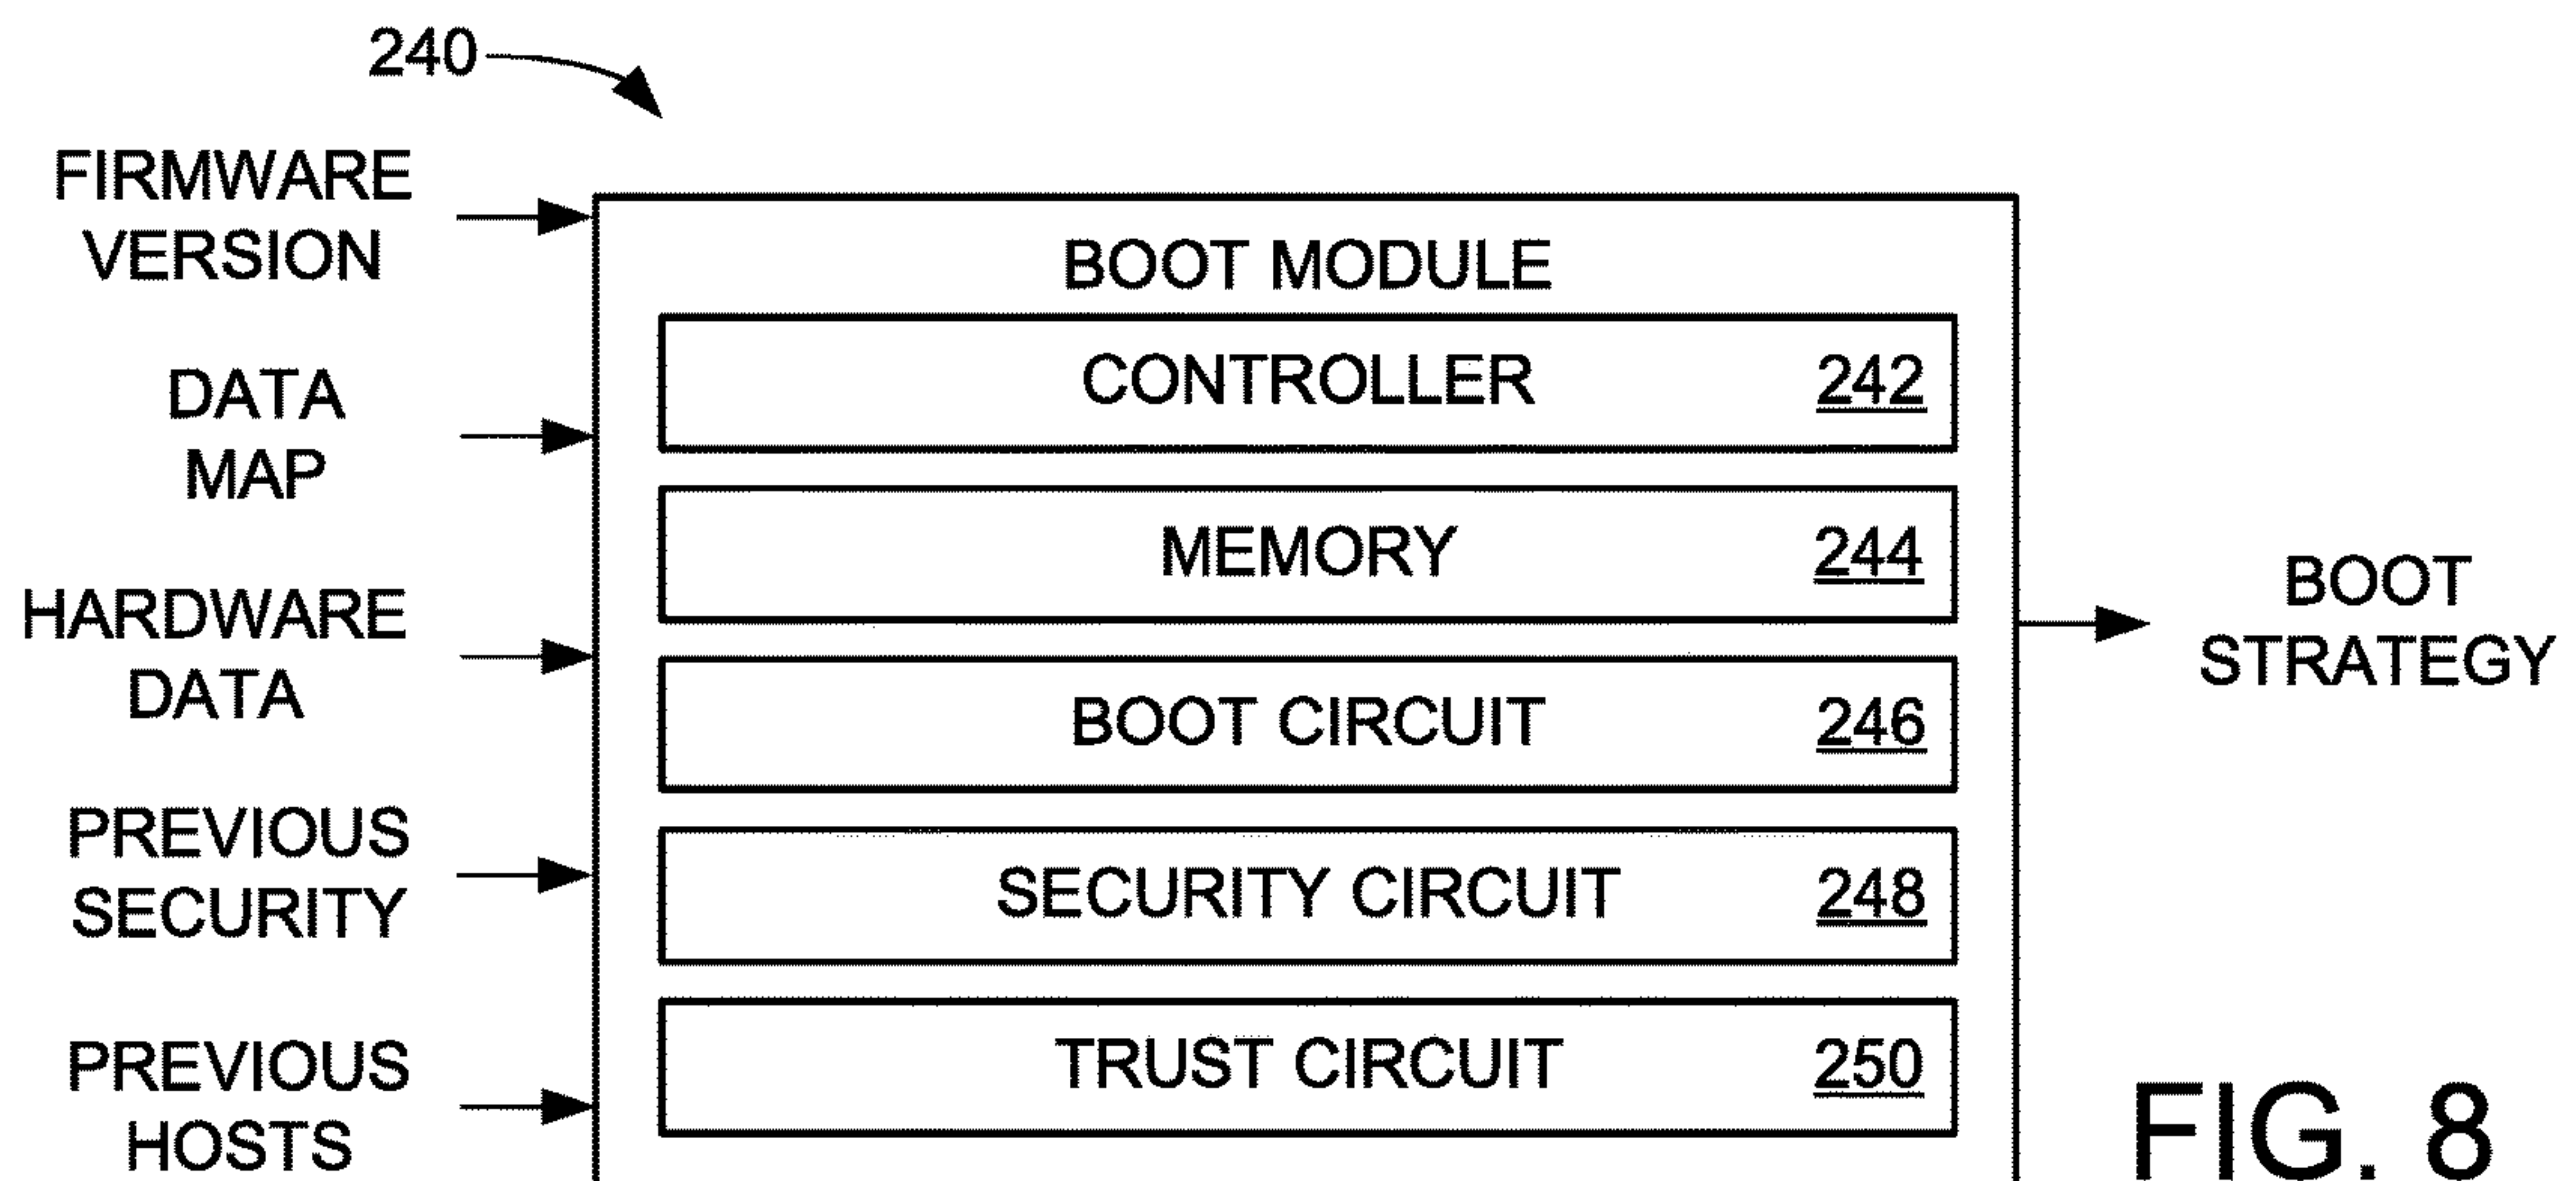 240
FIRMWARE
VERSION
DATA
MAP
HARDWARE
DATA
PREVIOUS
SECURITY
PREVIOUS
HOSTS
BOOT MODULE
CONTROLLER 242
MEMORY 244
BOOT CIRCUIT 246
SECURITY CIRCUIT 248
TRUST CIRCUIT 250
BOOT
STRATEGY
FIG. 8